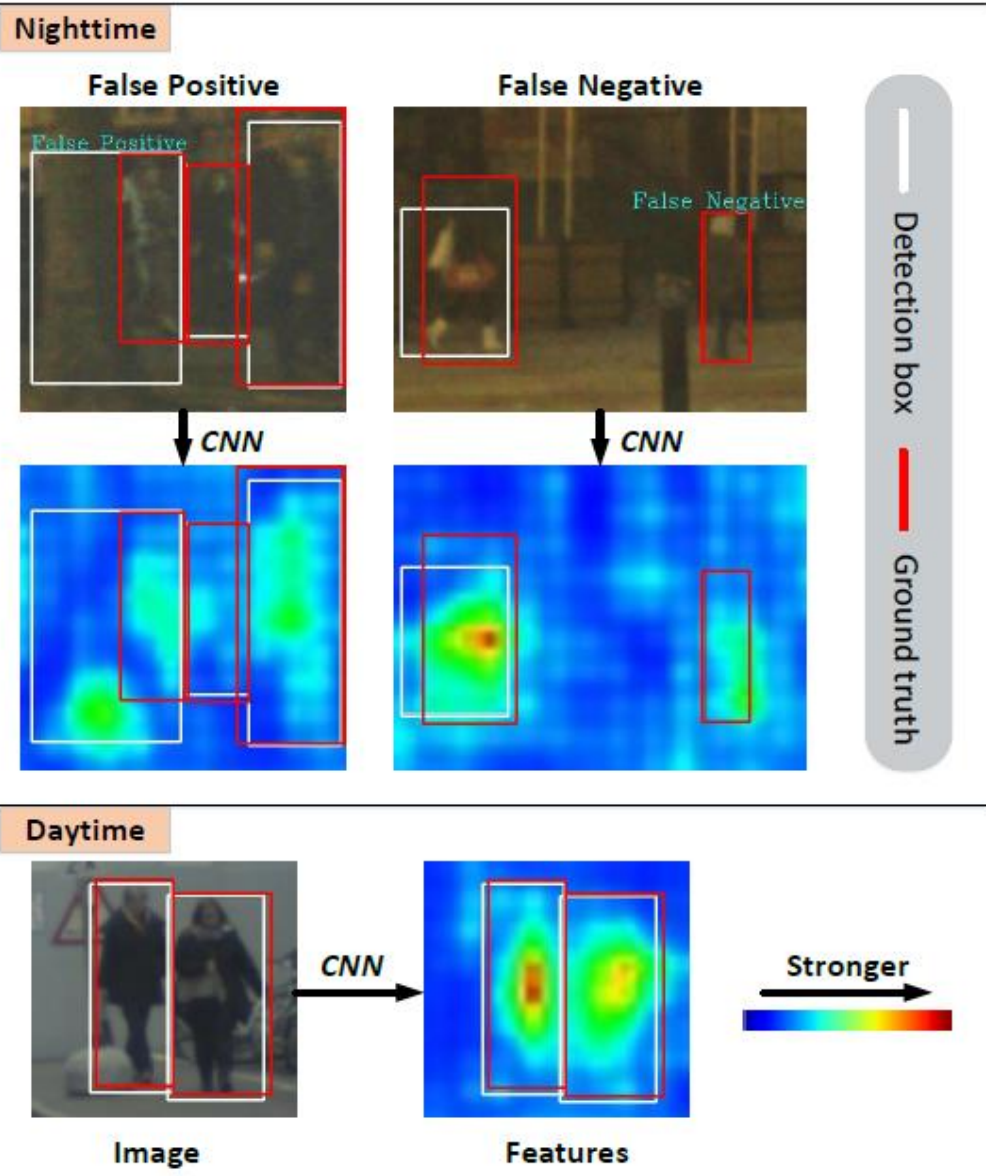 Nighttime
False Positive
False Negative
False Positive
False Negative
CNN
CNN
Detection box
Ground truth
Daytime
CNN
Stronger
Image
Features